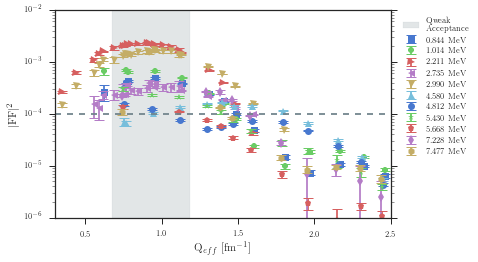 10⁻²
10⁻³
10⁻⁴
10⁻⁵
10⁻⁶
|FF|²
0.5
1.0
1.5
2.0
2.5
Q_{eff} [fm⁻¹]
Qweak
Acceptance
0.844 MeV
1.014 MeV
2.211 MeV
2.735 MeV
2.990 MeV
4.580 MeV
4.812 MeV
5.430 MeV
5.668 MeV
7.228 MeV
7.477 MeV